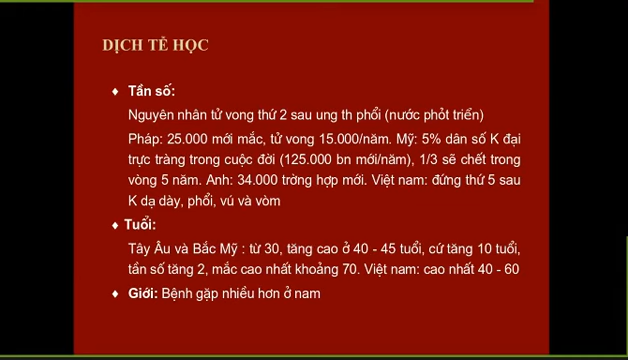 DỊCH TỄ HỌC
♦ Tần số:
Nguyên nhân tử vong thứ 2 sau ung th phổi (nước phỏt triển)
Pháp: 25.000 mới mắc, tử vong 15.000/năm. Mỹ: 5% dân số K đại
trực tràng trong cuộc đời (125.000 bn mới/năm), 1/3 sẽ chết trong
vòng 5 năm. Anh: 34.000 trờng hợp mới. Việt nam: đứng thứ 5 sau
K dạ dày, phổi, vú và vòm
♦ Tuổi:
Tây Âu và Bắc Mỹ : từ 30, tăng cao ở 40 - 45 tuổi, cứ tăng 10 tuổi,
tần số tăng 2, mắc cao nhất khoảng 70. Việt nam: cao nhất 40 - 60
♦ Giới: Bệnh gặp nhiều hơn ở nam